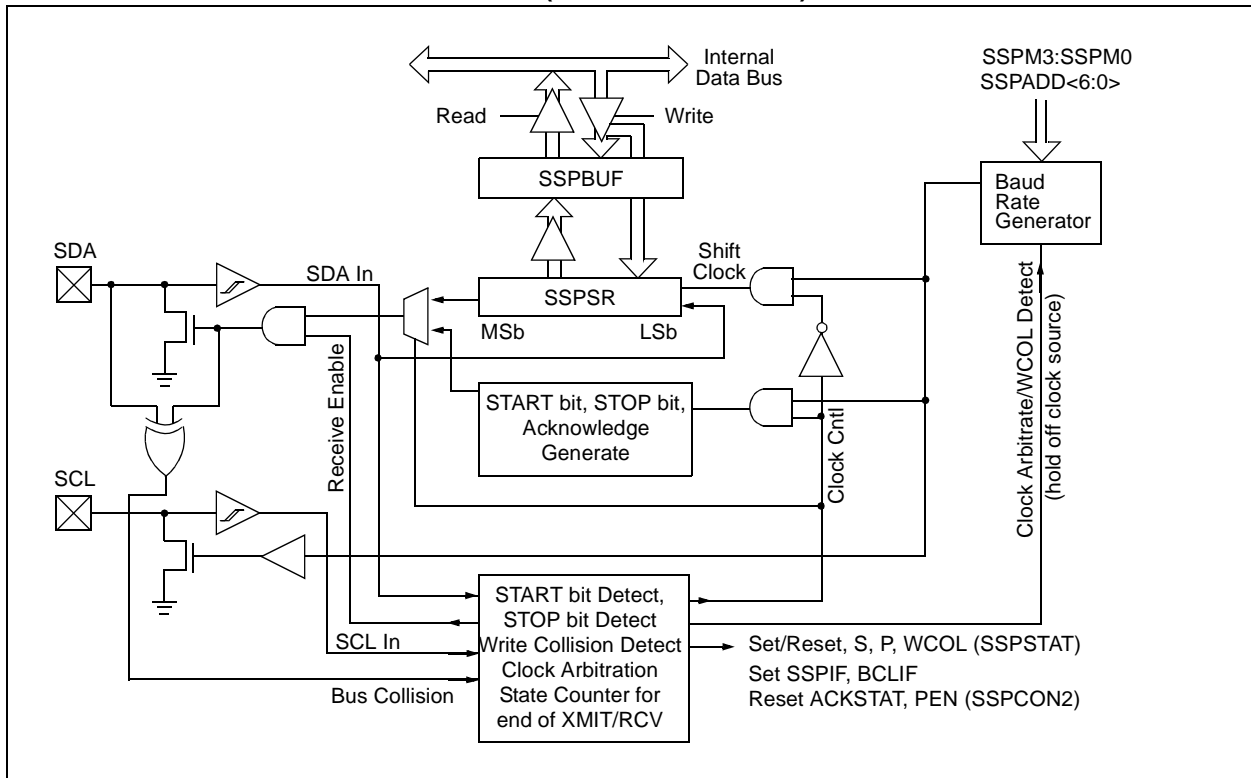 Internal
Data Bus
SSPM3:SSPM0
SSPADD<6:0>
Read
Write
SSPBUF
Baud
Rate
Generator
SDA
SDA In
Shift
Clock
SSPSR
MSb
LSb
START bit, STOP bit,
Acknowledge
Generate
Receive Enable
Clock Cntl
Clock Arbitrate/WCOL Detect
(hold off clock source)
SCL
SCL In
Bus Collision
START bit Detect,
STOP bit Detect
Write Collision Detect
Clock Arbitration
State Counter for
end of XMIT/RCV
Set/Reset, S, P, WCOL (SSPSTAT)
Set SSPIF, BCLIF
Reset ACKSTAT, PEN (SSPCON2)